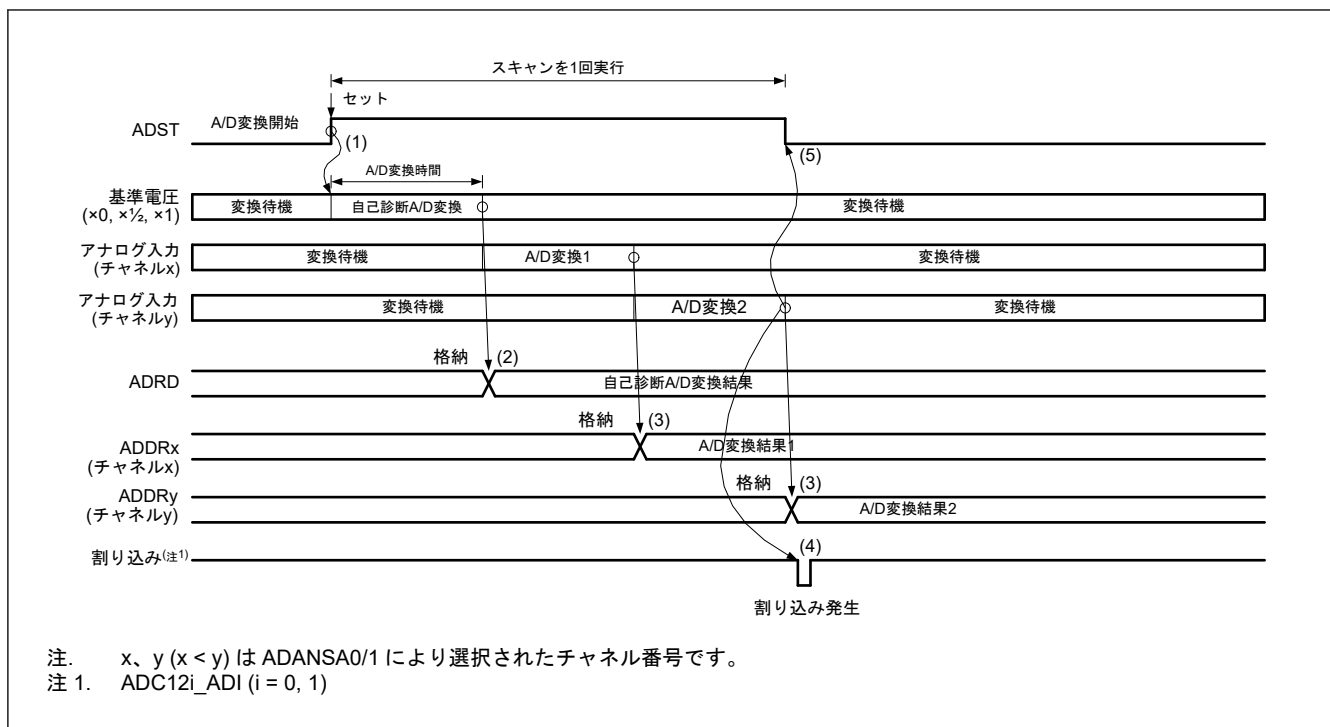 スキャンを1回実行
セット
ADST
A/D変換開始
(1)
(5)
A/D変換時間
基準電圧
(×0, ×½, ×1)
変換待機
自己診断A/D変換
変換待機
アナログ入力
(チャネルx)
変換待機
A/D変換1
変換待機
アナログ入力
(チャネルy)
変換待機
A/D変換2
変換待機
格納
(2)
ADRD
自己診断A/D変換結果
格納
(3)
ADDRx
(チャネルx)
A/D変換結果1
格納
(3)
ADDRy
(チャネルy)
A/D変換結果2
割り込み(注1)
(4)
割り込み発生
注. x、y (x < y) は ADANSA0/1 により選択されたチャネル番号です。
注 1. ADC12i_ADI (i = 0, 1)